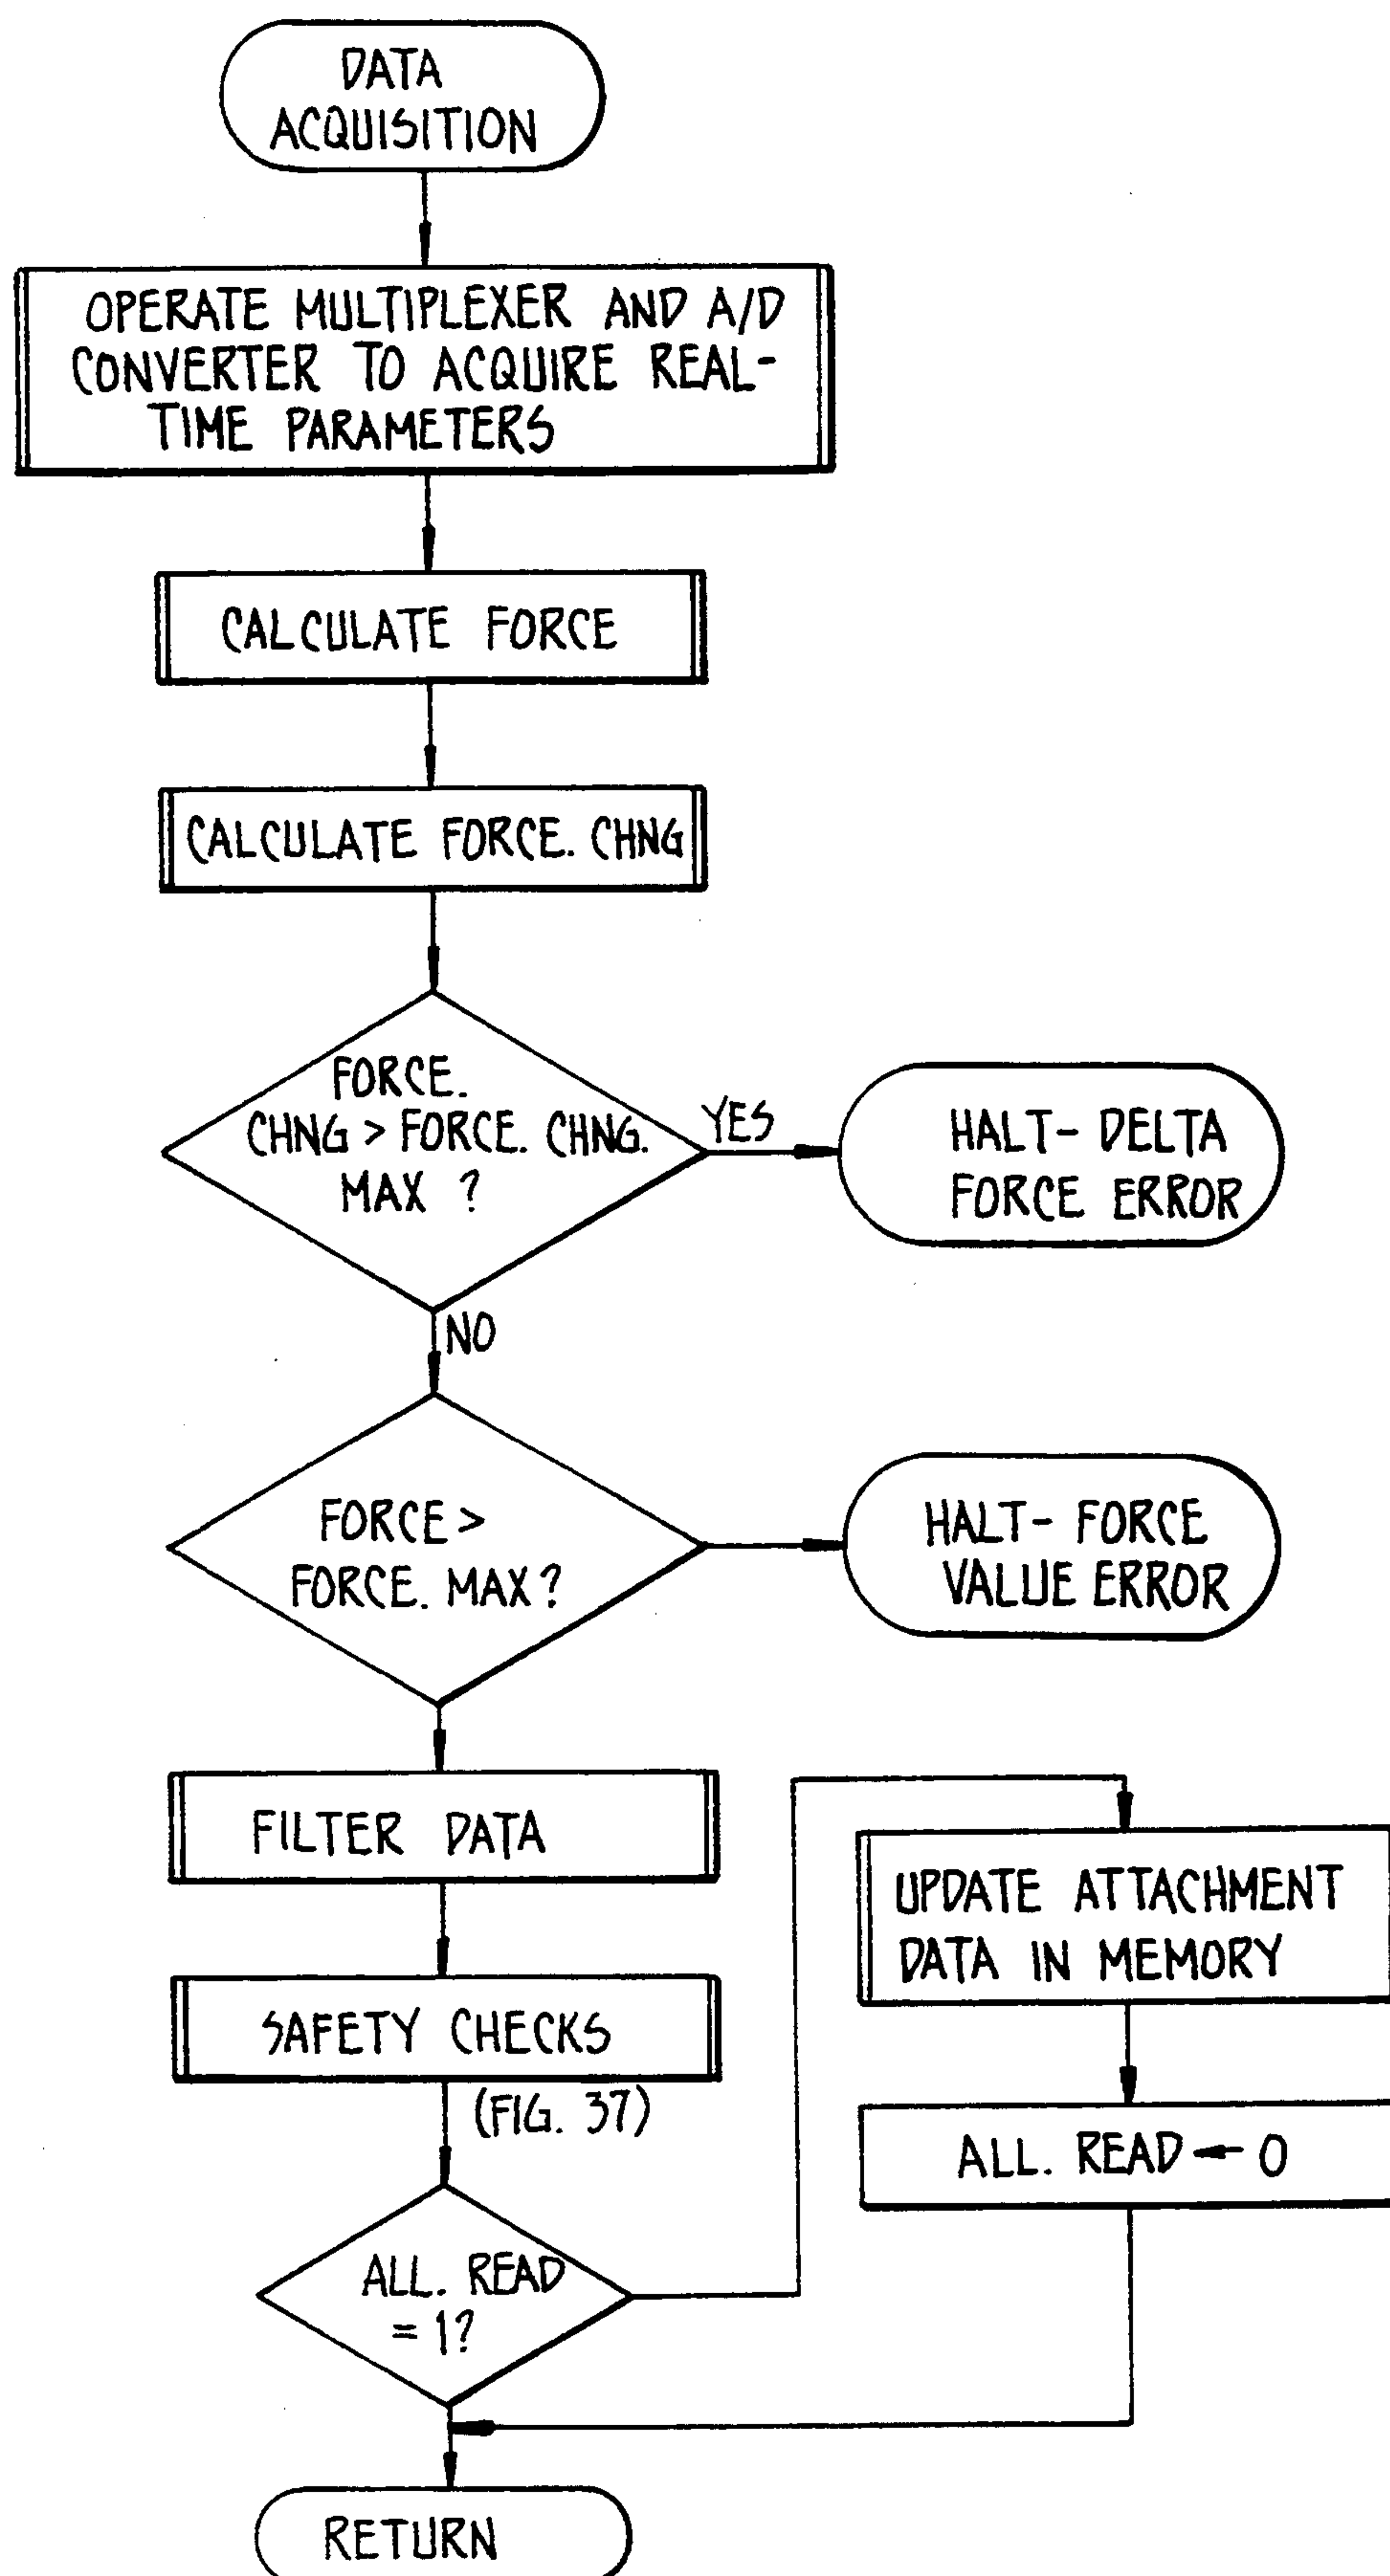 DATA
ACQUISITION
OPERATE MULTIPLEXER AND A/D
CONVERTER TO ACQUIRE REAL-
TIME PARAMETERS
CALCULATE FORCE
CALCULATE FORCE. CHNG
FORCE.
CHNG > FORCE. CHNG.
MAX ?
YES
HALT- DELTA
FORCE ERROR
NO
FORCE >
FORCE. MAX?
HALT- FORCE
VALUE ERROR
FILTER DATA
SAFETY CHECKS
(FIG. 37)
ALL. READ
= 1?
UPDATE ATTACHMENT
DATA IN MEMORY
ALL. READ ← 0
RETURN